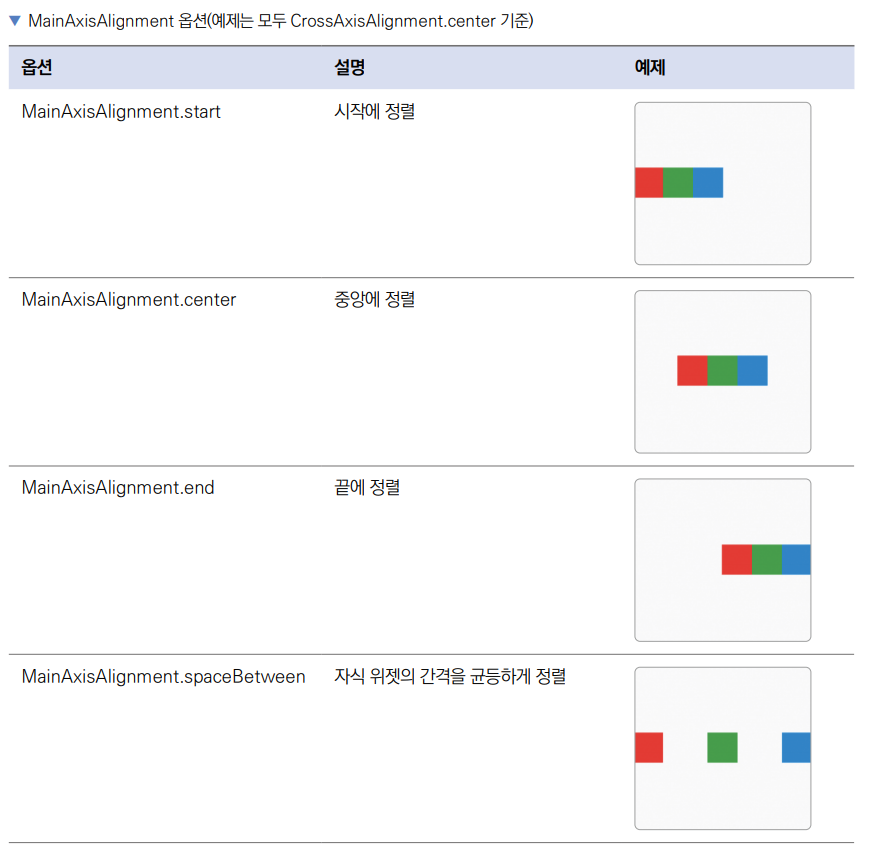 ▼ MainAxisAlignment 옵션(예제는 모두 CrossAxisAlignment.center 기준)
옵션 설명 예제
MainAxisAlignment.start 시작에 정렬
MainAxisAlignment.center 중앙에 정렬
MainAxisAlignment.end 끝에 정렬
MainAxisAlignment.spaceBetween 자식 위젯의 간격을 균등하게 정렬